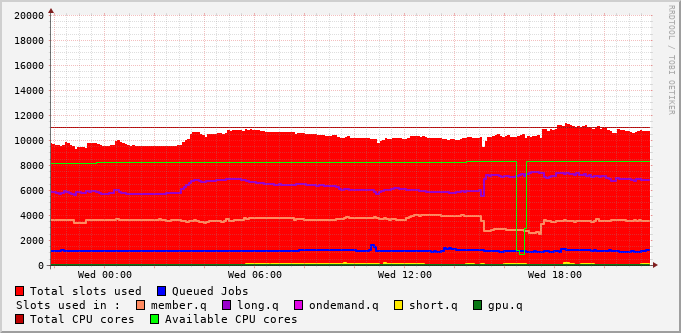 20000
18000
16000
14000
12000
10000
8000
6000
4000
2000
0
Wed 00:00 Wed 06:00 Wed 12:00 Wed 18:00
RRDTOOL / TOBI OETIKER
Total slots used Queued Jobs
Slots used in : member.q long.q ondemand.q short.q gpu.q
Total CPU cores Available CPU cores